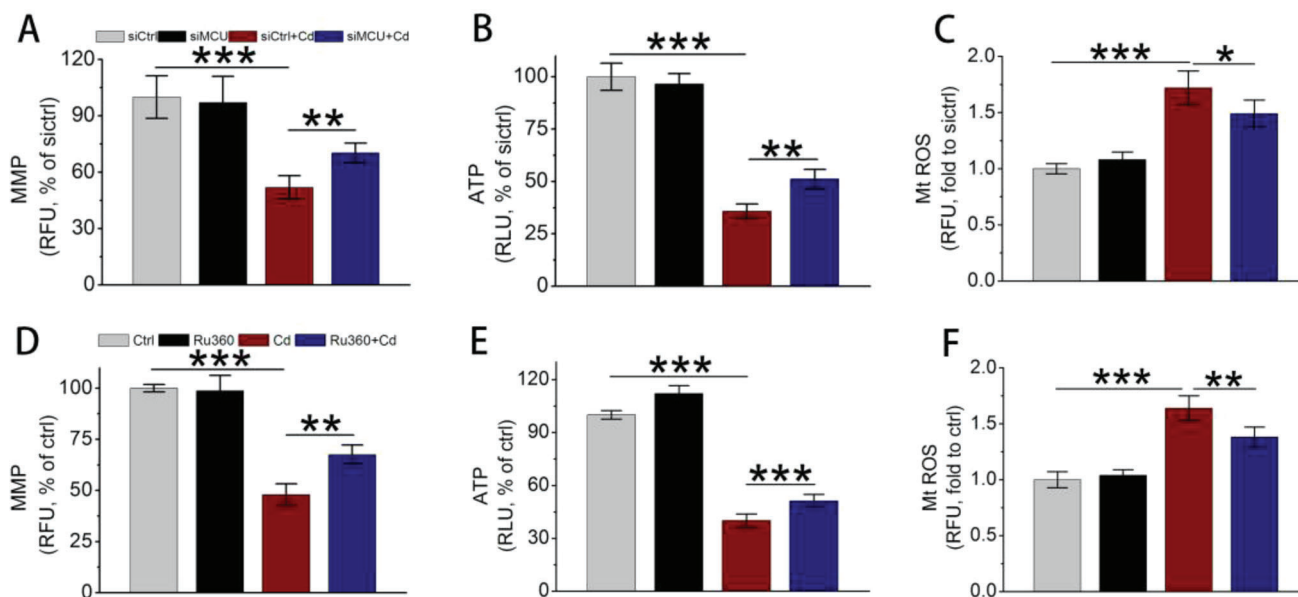 A
siCtrl siMCU siCtrl+Cd siMCU+Cd
***
**
120
90
60
30
0
MMP
(RFU, % of sictrl)
B
***
**
100
75
50
25
0
ATP
(RLU, % of sictrl)
C
***
*
2.0
1.5
1.0
0.5
0.0
Mt ROS
(RFU, fold to sictrl)
D
Ctrl Ru360 Cd Ru360+Cd
***
**
100
75
50
25
0
MMP
(RFU, % of ctrl)
E
***
***
120
90
60
30
0
ATP
(RLU, % of ctrl)
F
***
**
2.0
1.5
1.0
0.5
0.0
Mt ROS
(RFU, fold to ctrl)